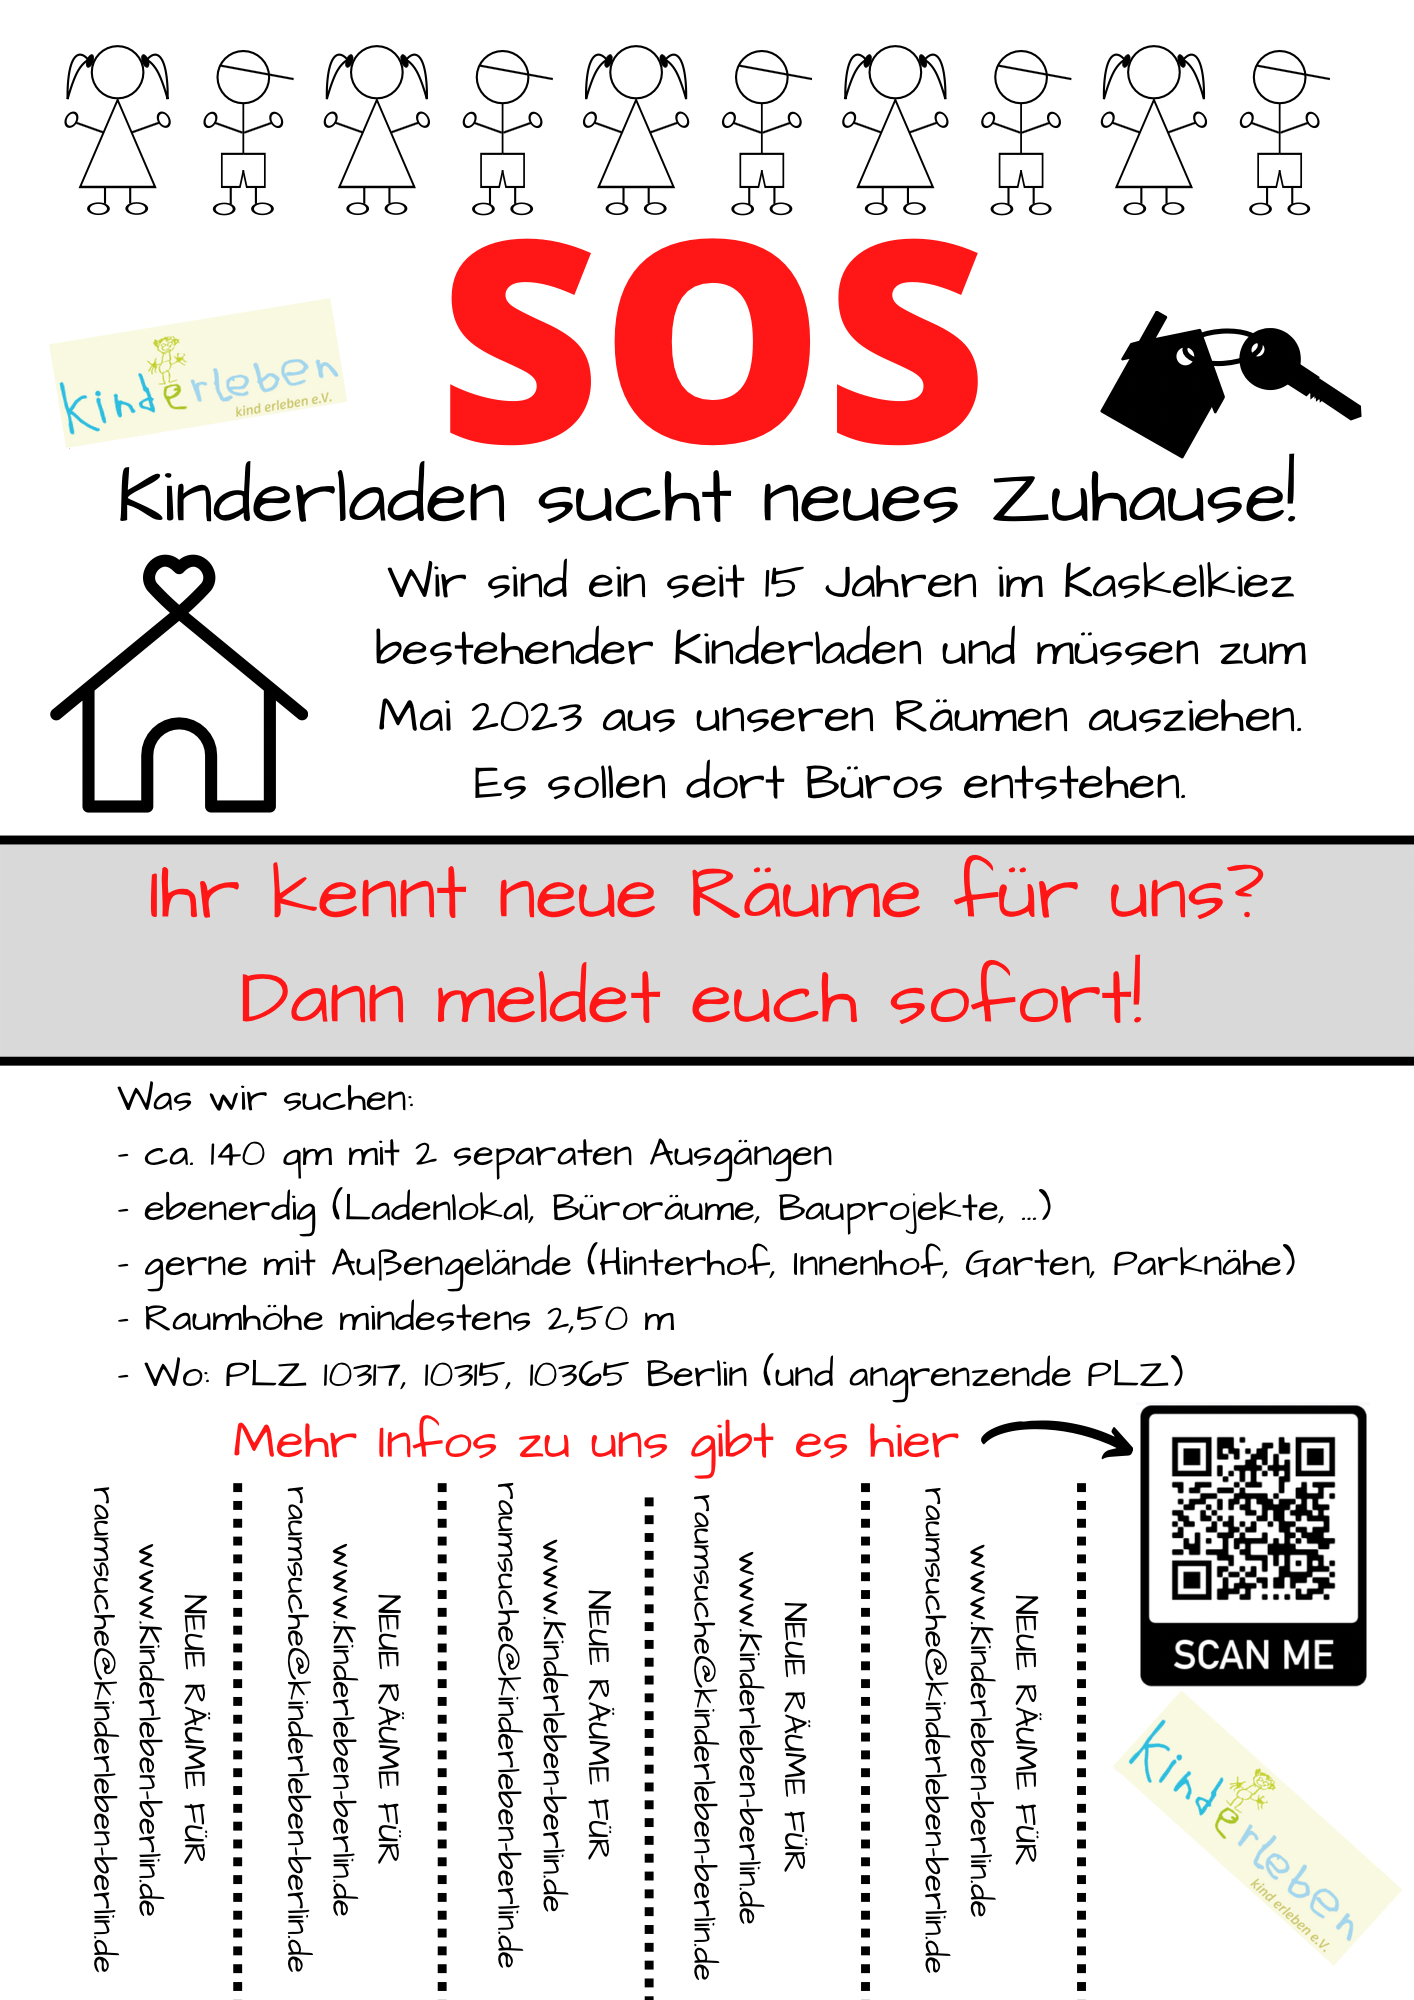 SOS
kinderleben
kind erleben e.V.
Kinderladen sucht neues Zuhause!
Wir sind ein seit 15 Jahren im Kaskelkiez
bestehender Kinderladen und müssen zum
Mai 2023 aus unseren Räumen ausziehen.
Es sollen dort Büros entstehen.
Ihr kennt neue Räume für uns?
Dann meldet euch sofort!
Was wir suchen:
- ca. 140 qm mit 2 separaten Ausgängen
- ebenerdig (Ladenlokal, Büroräume, Bauprojekte, ...)
- gerne mit Außengelände (Hinterhof, Innenhof, Garten, Parknähe)
- Raumhöhe mindestens 2,50 m
- Wo: PLZ 10317, 10315, 10365 Berlin (und angrenzende PLZ)
Mehr Infos zu uns gibt es hier
SCAN ME
NEUE RÄUME FÜR
www.kinderleben-berlin.de
raumsuche@kinderleben-berlin.de
NEUE RÄUME FÜR
www.kinderleben-berlin.de
raumsuche@kinderleben-berlin.de
NEUE RÄUME FÜR
www.kinderleben-berlin.de
raumsuche@kinderleben-berlin.de
NEUE RÄUME FÜR
www.kinderleben-berlin.de
raumsuche@kinderleben-berlin.de
NEUE RÄUME FÜR
www.kinderleben-berlin.de
raumsuche@kinderleben-berlin.de
kinderleben
kind erleben e.V.